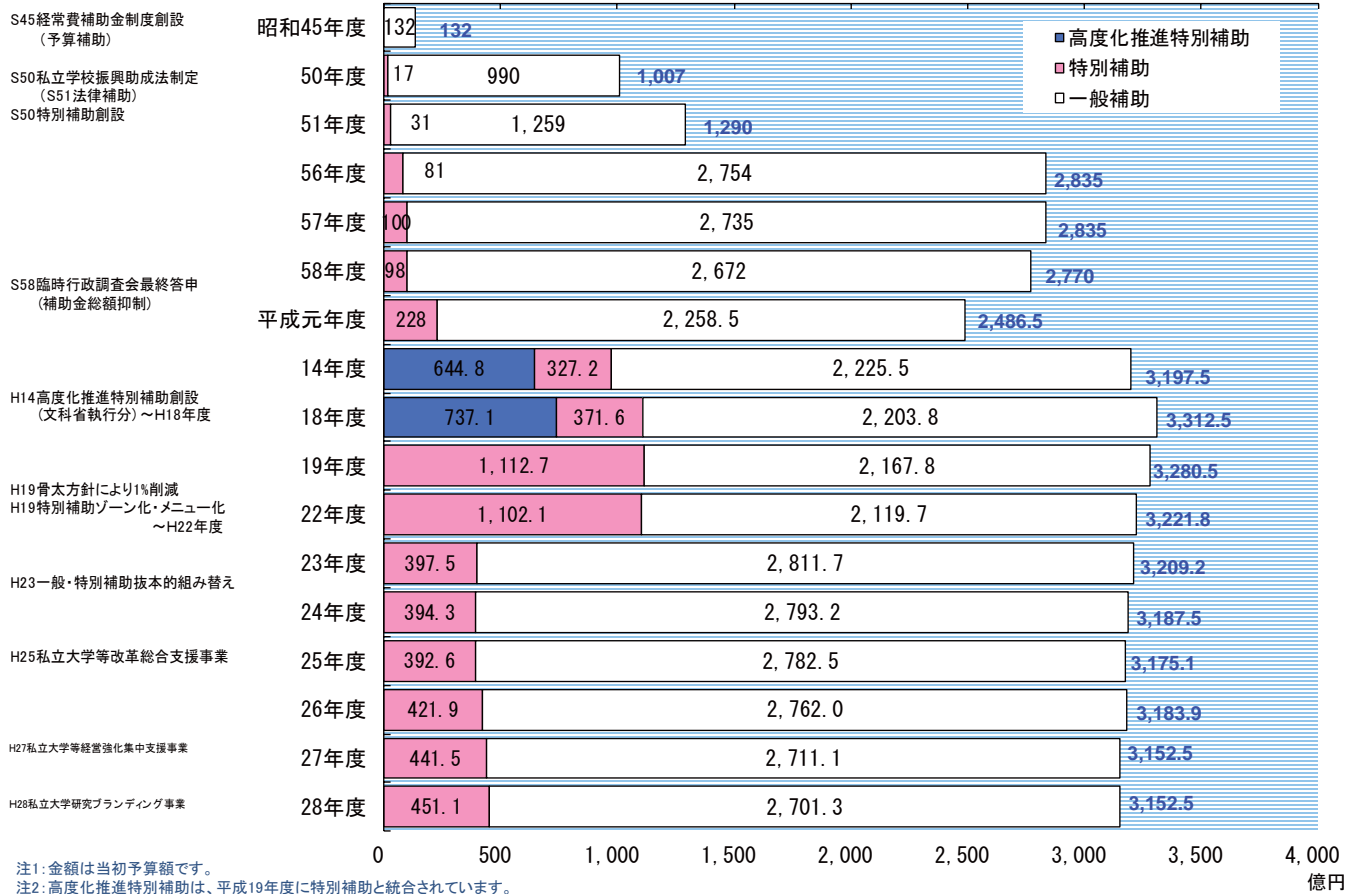 S45経常費補助金制度創設
（予算補助）
昭和45年度 132 132
S50私立学校振興助成法制定
（S51法律補助）
S50特別補助創設
50年度 17 990 1,007
51年度 31 1,259 1,290
56年度 81 2,754 2,835
57年度 100 2,735 2,835
S58臨時行政調査会最終答申
（補助金総額抑制）
58年度 98 2,672 2,770
平成元年度 228 2,258.5 2,486.5
14年度 644.8 327.2 2,225.5 3,197.5
H14高度化推進特別補助創設
（文科省執行分）～H18年度
18年度 737.1 371.6 2,203.8 3,312.5
19年度 1,112.7 2,167.8 3,280.5
H19骨太方針により1%削減
H19特別補助ゾーン化・メニュー化
～H22年度
22年度 1,102.1 2,119.7 3,221.8
23年度 397.5 2,811.7 3,209.2
H23一般・特別補助抜本的組み替え
24年度 394.3 2,793.2 3,187.5
H25私立大学等改革総合支援事業
25年度 392.6 2,782.5 3,175.1
26年度 421.9 2,762.0 3,183.9
H27私立大学等経営強化集中支援事業
27年度 441.5 2,711.1 3,152.5
H28私立大学研究ブランディング事業
28年度 451.1 2,701.3 3,152.5
高度化推進特別補助
特別補助
一般補助
0 500 1,000 1,500 2,000 2,500 3,000 3,500 4,000
億円
注1：金額は当初予算額です。
注2：高度化推進特別補助は、平成19年度に特別補助と統合されています。